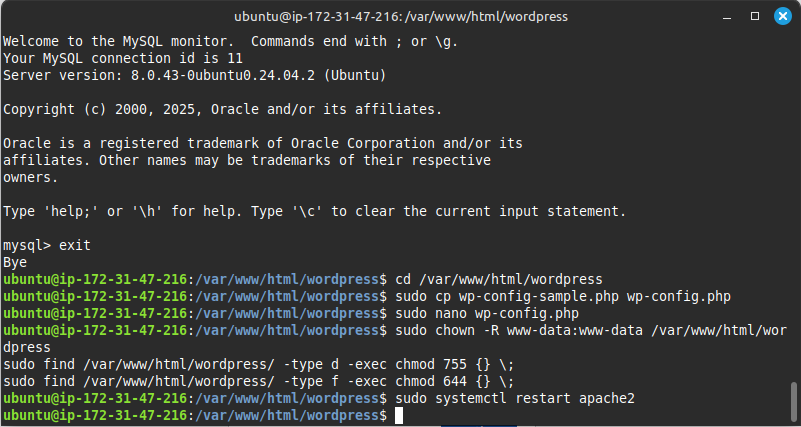 ubuntu@ip-172-31-47-216: /var/www/html/wordpress
Welcome to the MySQL monitor.  Commands end with ; or \g.
Your MySQL connection id is 11
Server version: 8.0.43-0ubuntu0.24.04.2 (Ubuntu)
Copyright (c) 2000, 2025, Oracle and/or its affiliates.
Oracle is a registered trademark of Oracle Corporation and/or its
affiliates. Other names may be trademarks of their respective
owners.
Type 'help;' or '\h' for help. Type '\c' to clear the current input statement.
mysql> exit
Bye
ubuntu@ip-172-31-47-216:/var/www/html/wordpress$ cd /var/www/html/wordpress
ubuntu@ip-172-31-47-216:/var/www/html/wordpress$ sudo cp wp-config-sample.php wp-config.php
ubuntu@ip-172-31-47-216:/var/www/html/wordpress$ sudo nano wp-config.php
ubuntu@ip-172-31-47-216:/var/www/html/wordpress$ sudo chown -R www-data:www-data /var/www/html/wor
dpress
sudo find /var/www/html/wordpress/ -type d -exec chmod 755 {} \;
sudo find /var/www/html/wordpress/ -type f -exec chmod 644 {} \;
ubuntu@ip-172-31-47-216:/var/www/html/wordpress$ sudo systemctl restart apache2
ubuntu@ip-172-31-47-216:/var/www/html/wordpress$